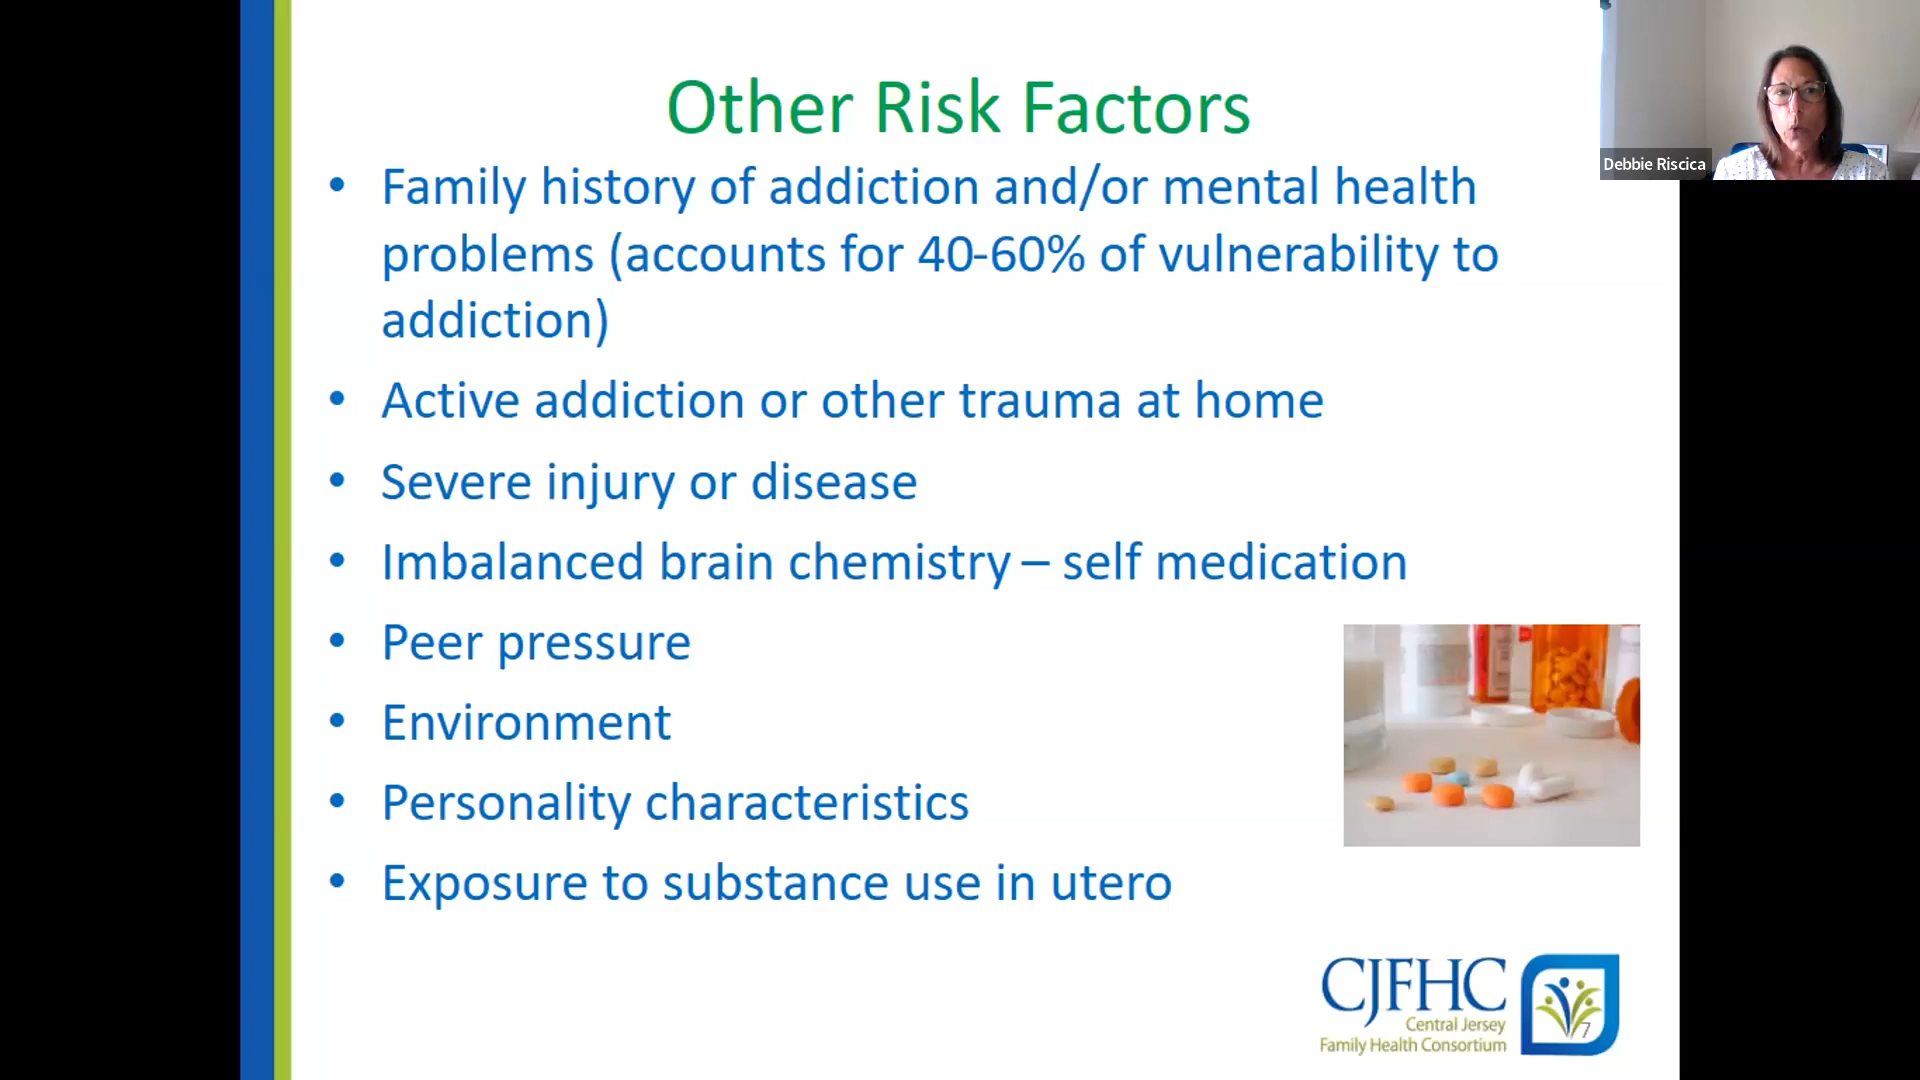 Other Risk Factors
• Family history of addiction and/or mental health
problems (accounts for 40-60% of vulnerability to
addiction)
• Active addiction or other trauma at home
• Severe injury or disease
• Imbalanced brain chemistry – self medication
• Peer pressure
• Environment
• Personality characteristics
• Exposure to substance use in utero
Debbie Riscica
CJFHC
Central Jersey
Family Health Consortium
7